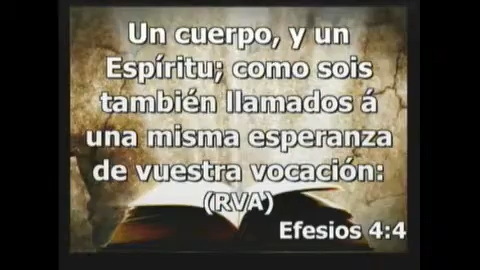 Un cuerpo, y un
Espíritu; como sois
también llamados á
una misma esperanza
de vuestra vocación:
(RVA)
Efesios 4:4